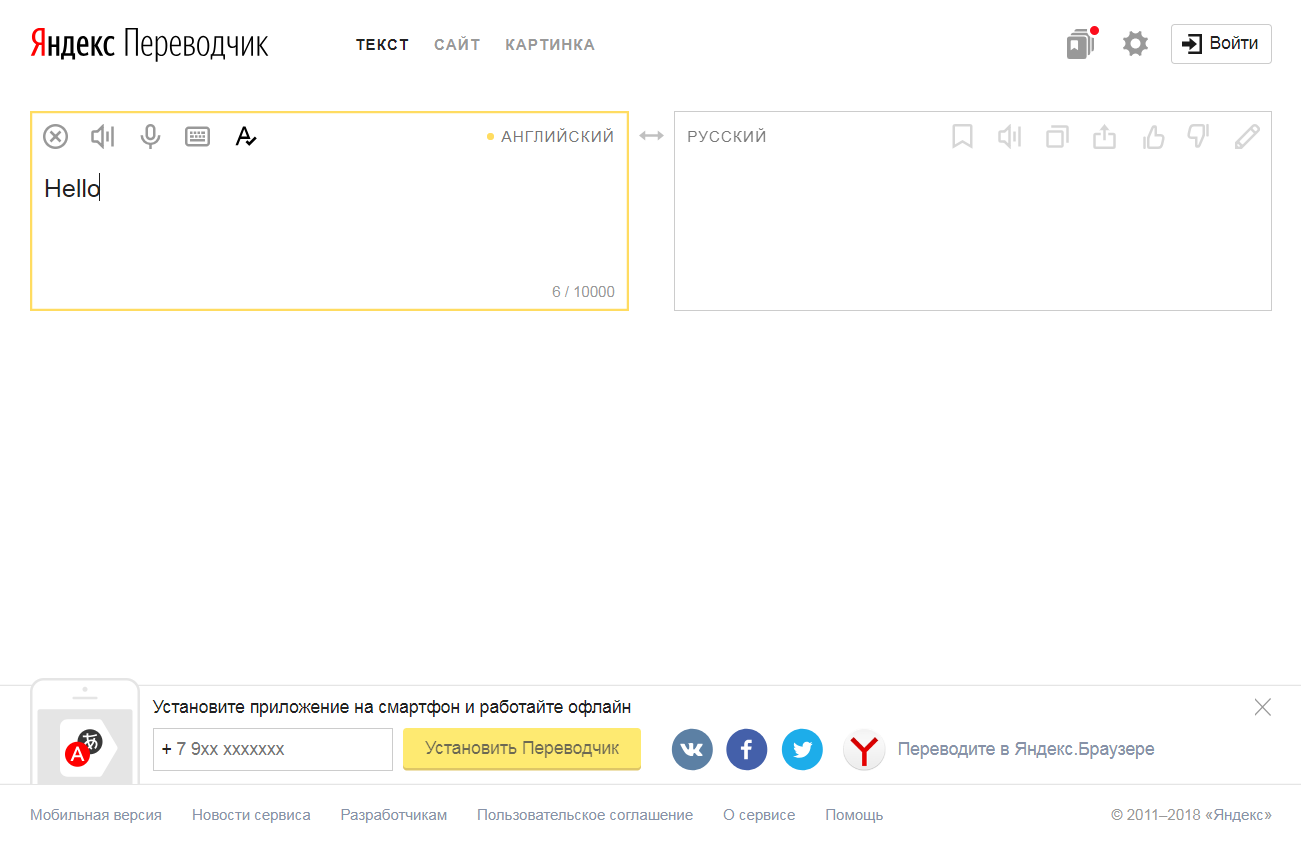 Яндекс Переводчик
ТЕКСТ САЙТ КАРТИНКА
Войти
АНГЛИЙСКИЙ
РУССКИЙ
Hello
6 / 10000
Установите приложение на смартфон и работайте офлайн
A あ
+ 7 9xx xxxxxxx
Установить Переводчик
Переводите в Яндекс.Браузере
Мобильная версия Новости сервиса Разработчикам Пользовательское соглашение О сервисе Помощь © 2011–2018 «Яндекс»